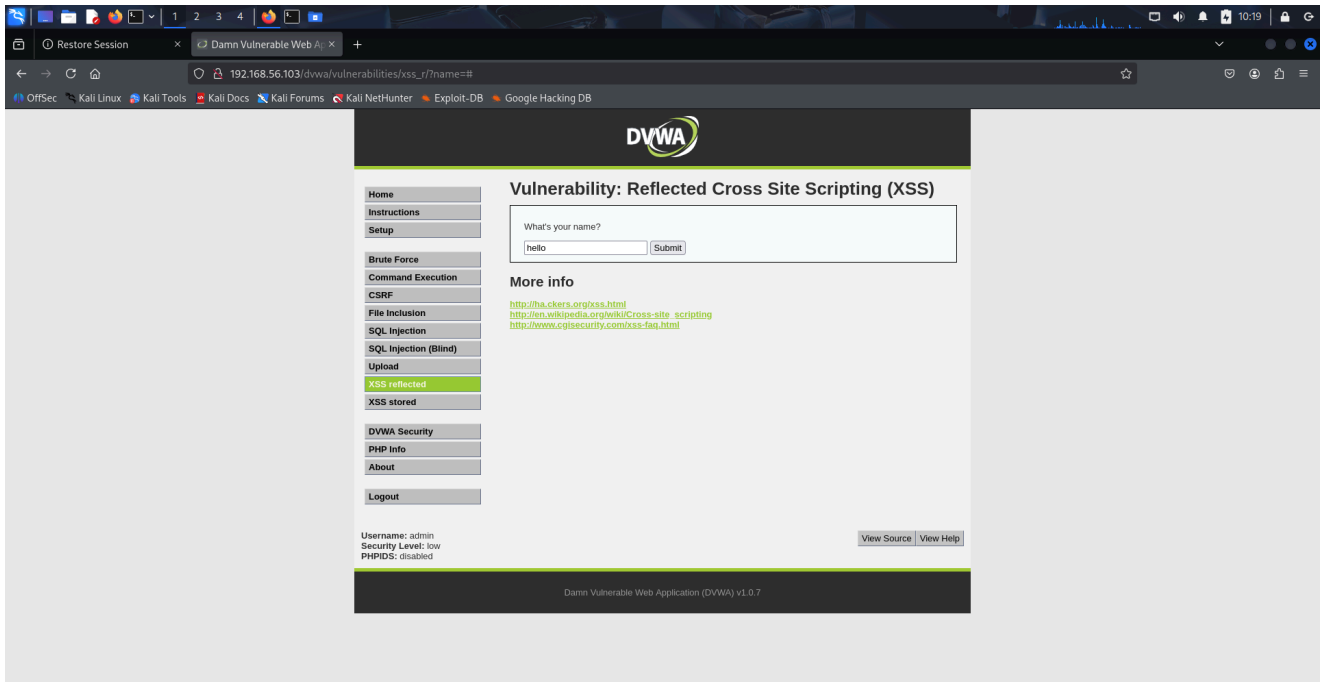 1 2 3 4 10:19
Restore Session Damn Vulnerable Web Ap
192.168.56.103/dvwa/vulnerabilities/xss_r/?name=#
OffSec Kali Linux Kali Tools Kali Docs Kali Forums Kali NetHunter Exploit-DB Google Hacking DB
DVWA
Vulnerability: Reflected Cross Site Scripting (XSS)
Home
Instructions
Setup
Brute Force
Command Execution
CSRF
File Inclusion
SQL Injection
SQL Injection (Blind)
Upload
XSS reflected
XSS stored
DVWA Security
PHP Info
About
Logout
What's your name?
hello Submit
More info
http://ha.ckers.org/xss.html
http://en.wikipedia.org/wiki/Cross-site_scripting
http://www.cgisecurity.com/xss-faq.html
Username: admin
Security Level: low
PHPIDS: disabled
View Source View Help
Damn Vulnerable Web Application (DVWA) v1.0.7